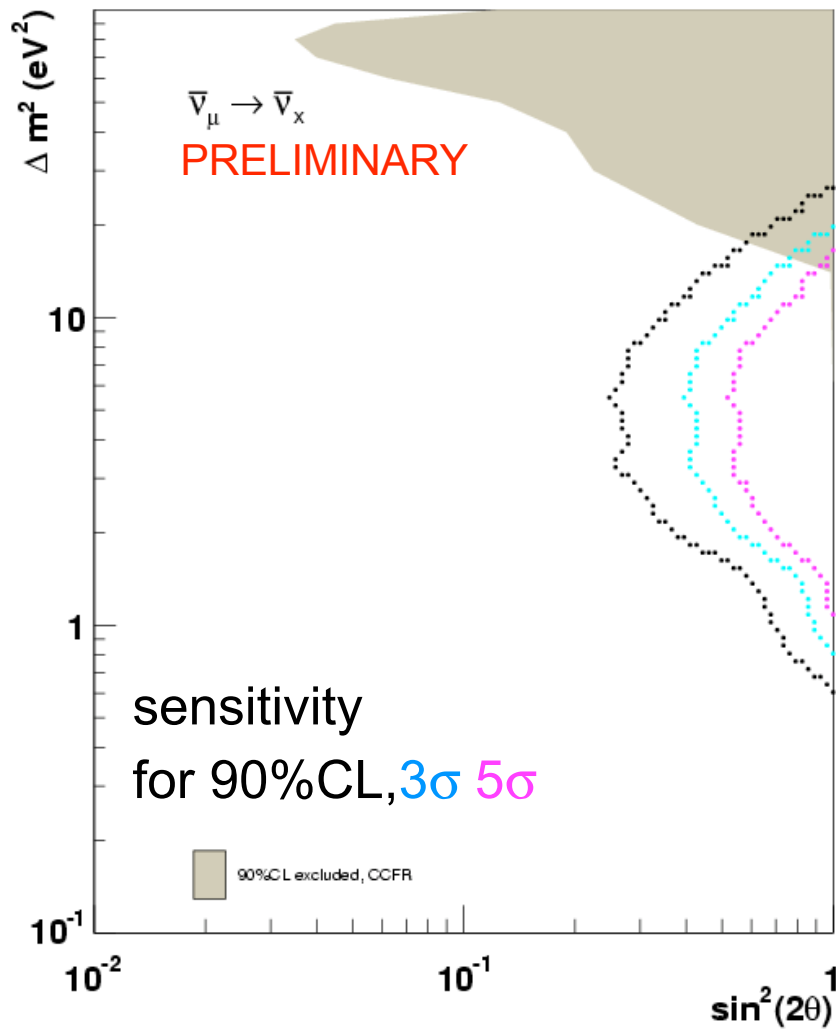 Δ m² (eV²)
ν̅μ → ν̅x
PRELIMINARY
10
1
sensitivity
for 90%CL,3σ 5σ
90%CL excluded, CCFR
10⁻¹
10⁻² 10⁻¹ 1
sin²(2θ)